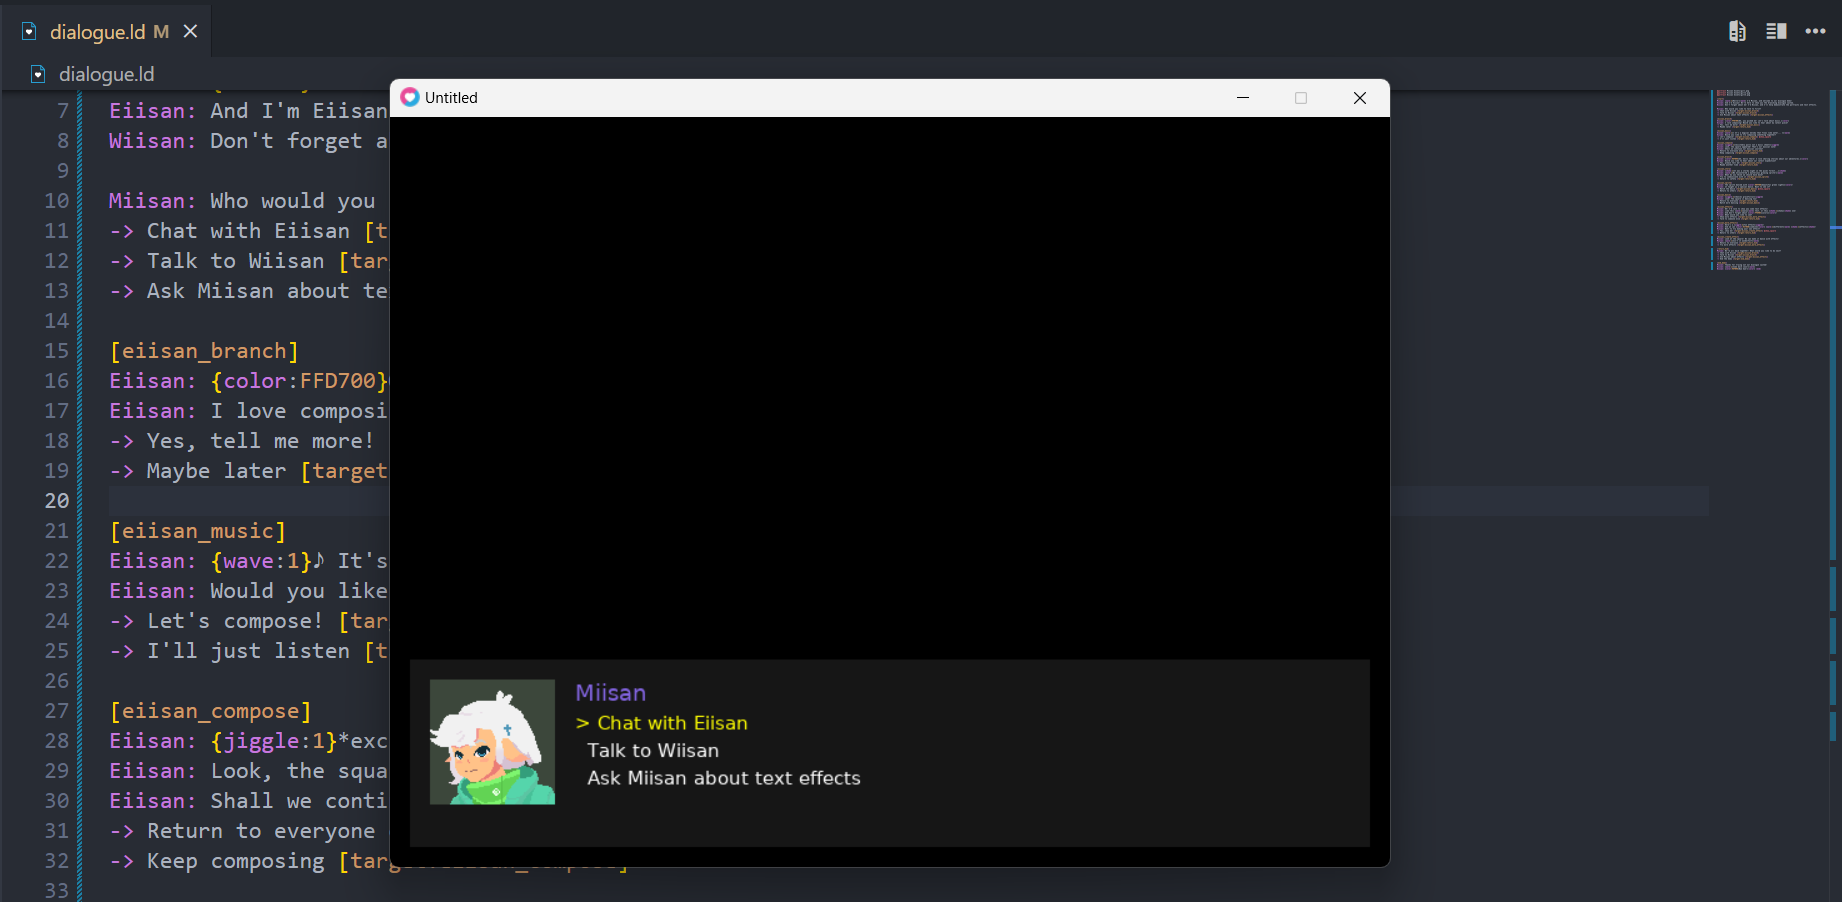 dialogue.ld M
dialogue.ld
Untitled
7 Eiisan: And I'm Eiisan
8 Wiisan: Don't forget a
9
10 Miisan: Who would you
11 -> Chat with Eiisan [t
12 -> Talk to Wiisan [tar
13 -> Ask Miisan about te
14
15 [eiisan_branch]
16 Eiisan: {color:FFD700}
17 Eiisan: I love composi
18 -> Yes, tell me more!
19 -> Maybe later [target
20
21 [eiisan_music]
22 Eiisan: {wave:1}♪ It's
23 Eiisan: Would you like
24 -> Let's compose! [tar
25 -> I'll just listen [t
26
27 [eiisan_compose]
28 Eiisan: {jiggle:1}*exc
29 Eiisan: Look, the squa
30 Eiisan: Shall we conti
31 -> Return to everyone
32 -> Keep composing [tar
33
Miisan
> Chat with Eiisan
Talk to Wiisan
Ask Miisan about text effects